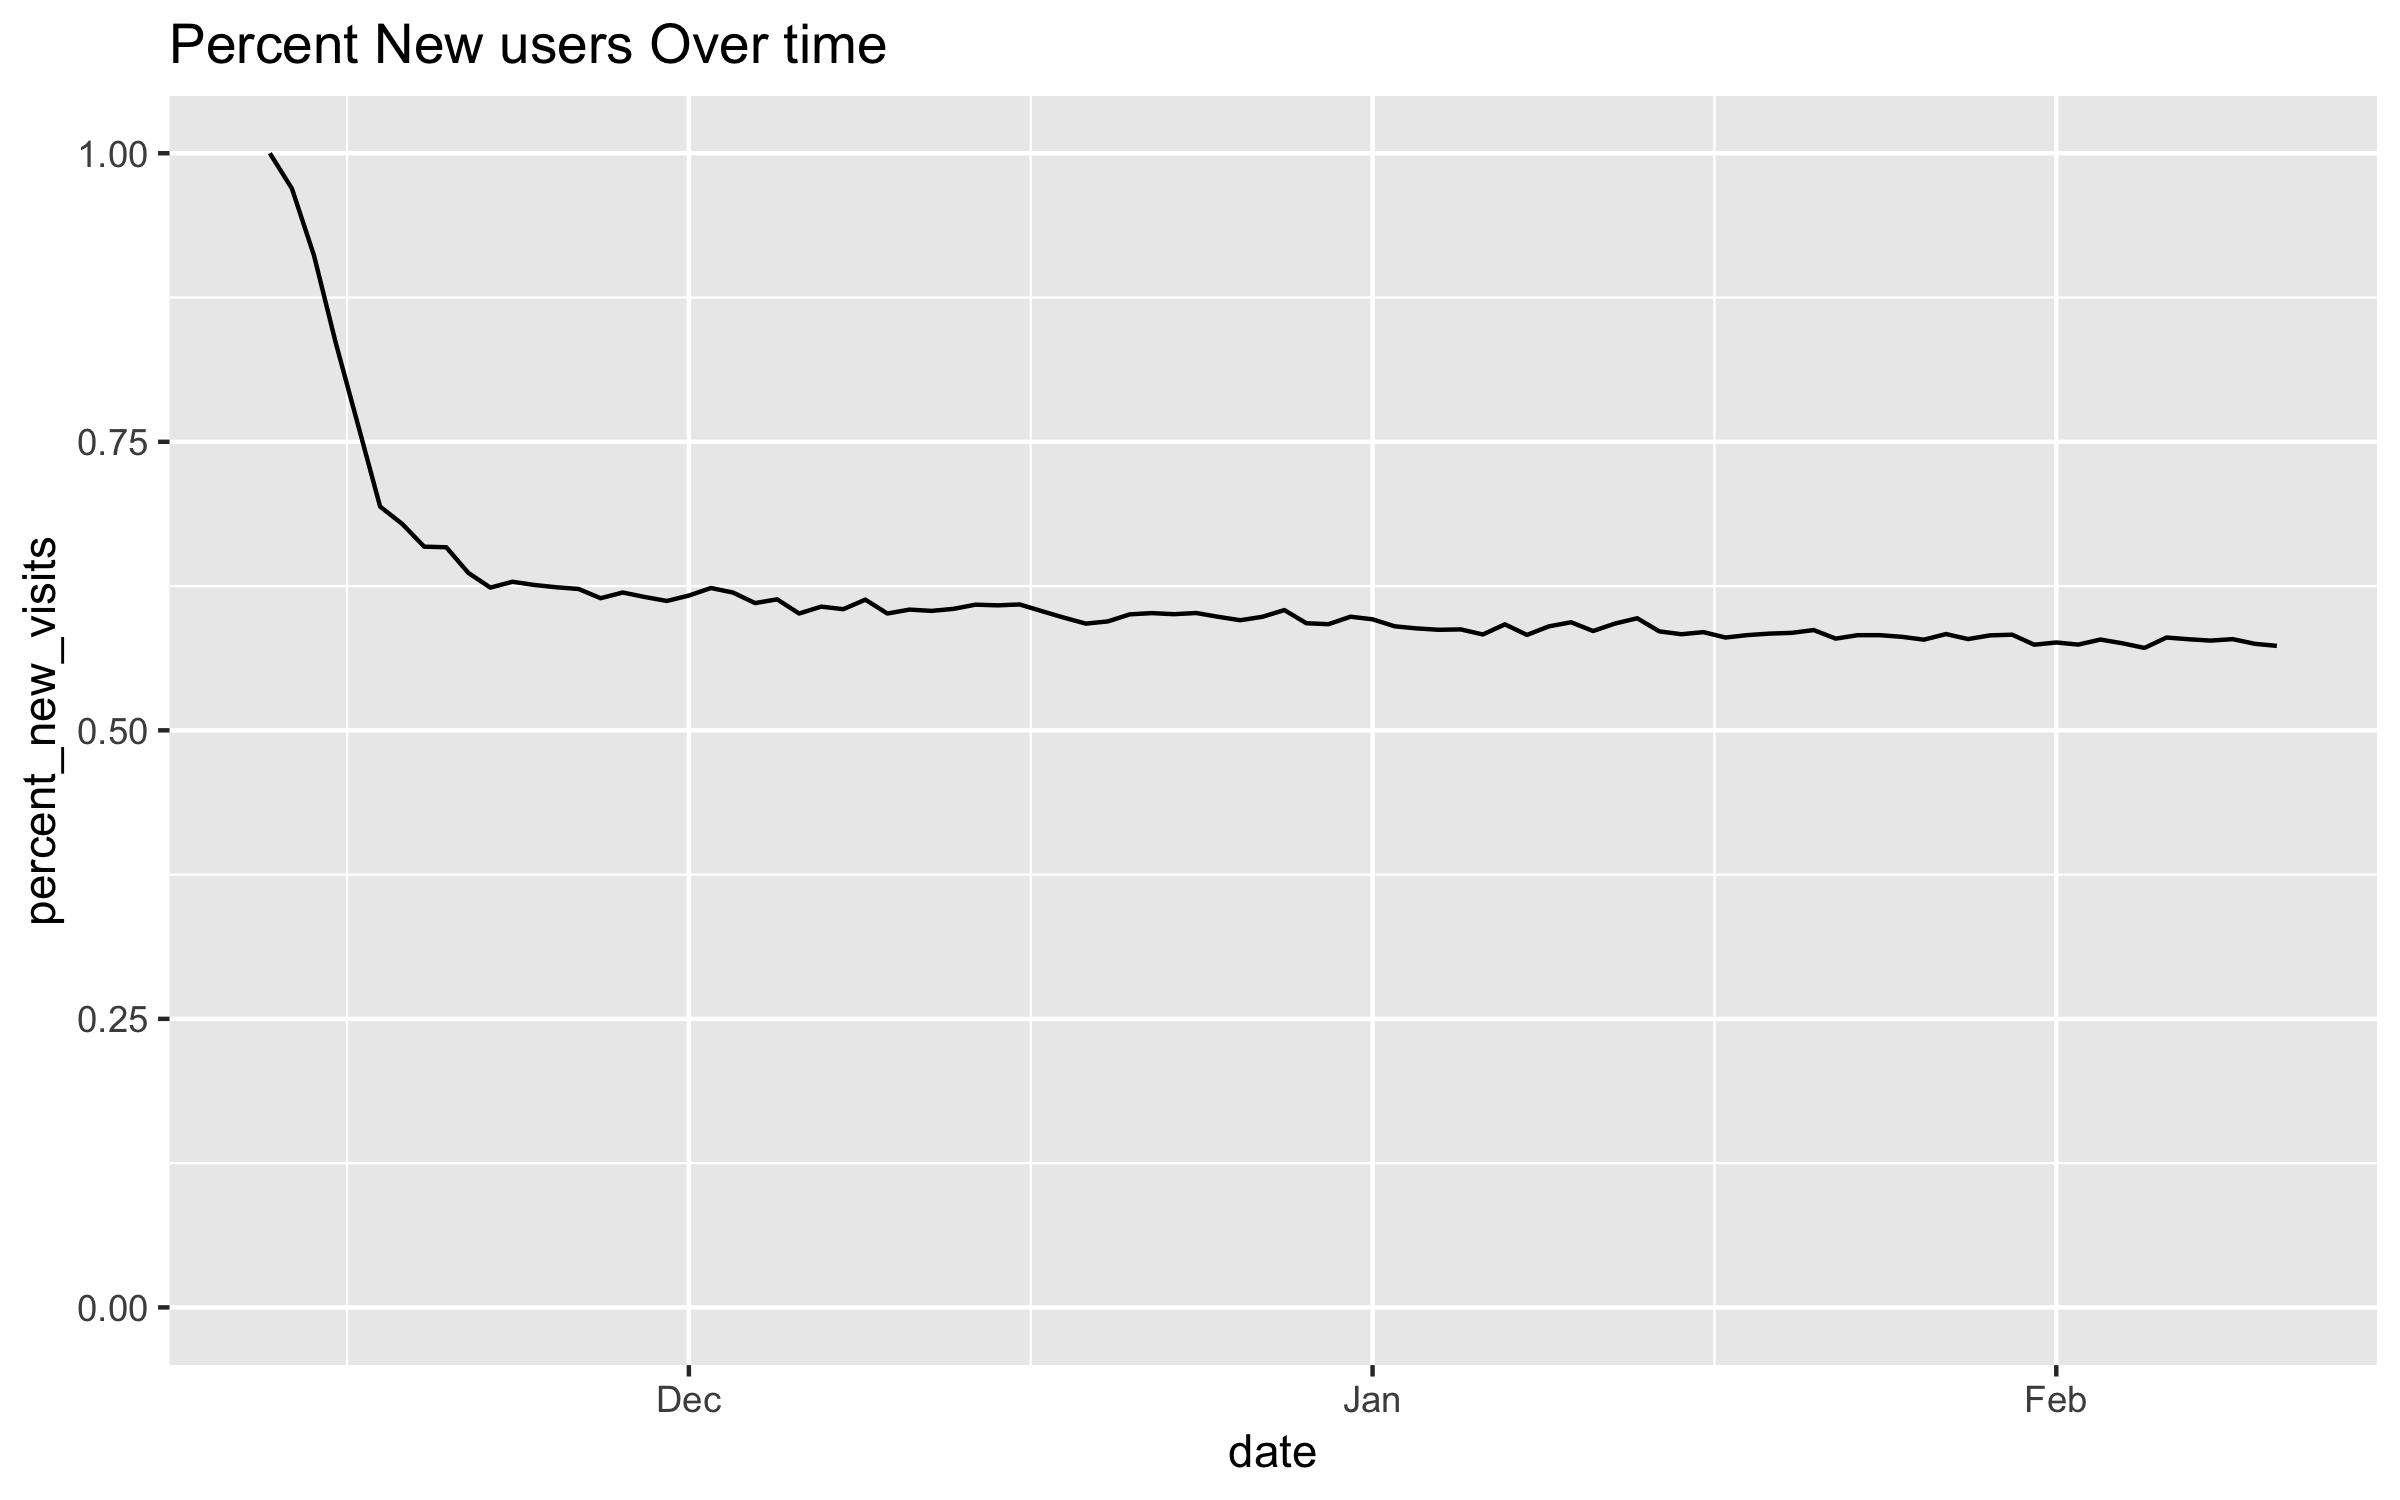 Percent New users Over time
percent_new_visits
1.00
0.75
0.50
0.25
0.00
Dec Jan Feb
date